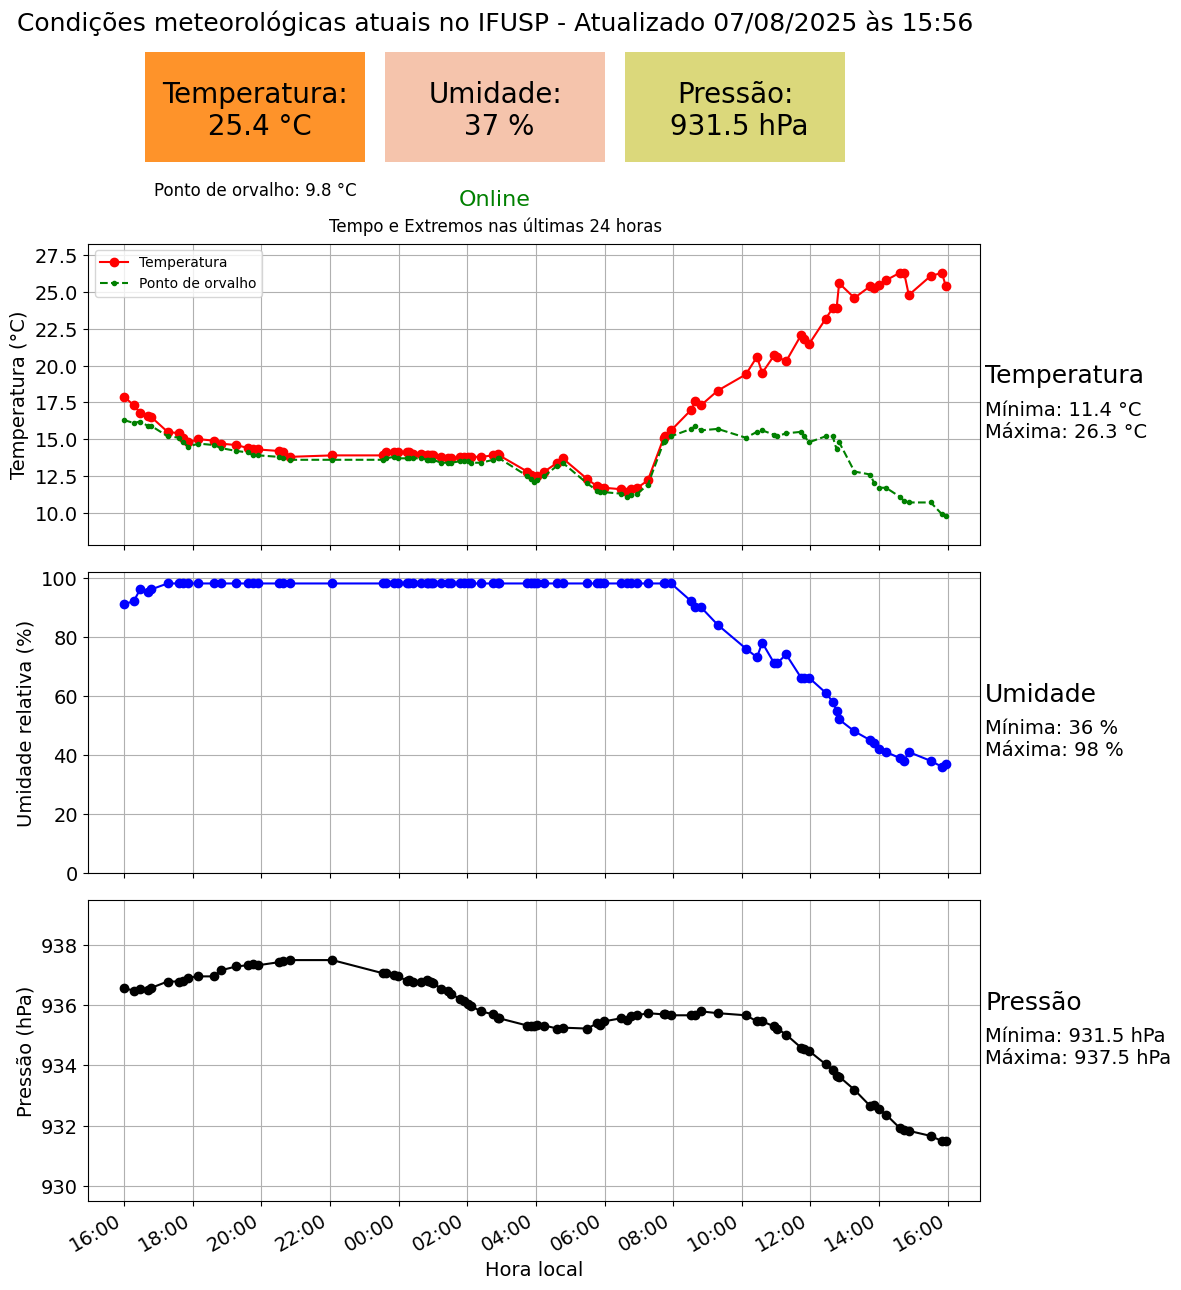 Condições meteorológicas atuais no IFUSP - Atualizado 07/08/2025 às 15:56
Temperatura:
25.4 °C
Umidade:
37 %
Pressão:
931.5 hPa
Ponto de orvalho: 9.8 °C
Online
Tempo e Extremos nas últimas 24 horas
Temperatura (°C)
27.5
25.0
22.5
20.0
17.5
15.0
12.5
10.0
Temperatura
Ponto de orvalho
Temperatura
Mínima: 11.4 °C
Máxima: 26.3 °C
Umidade relativa (%)
100
80
60
40
20
0
Umidade
Mínima: 36 %
Máxima: 98 %
Pressão (hPa)
938
936
934
932
930
Pressão
Mínima: 931.5 hPa
Máxima: 937.5 hPa
16:00 18:00 20:00 22:00 00:00 02:00 04:00 06:00 08:00 10:00 12:00 14:00 16:00
Hora local